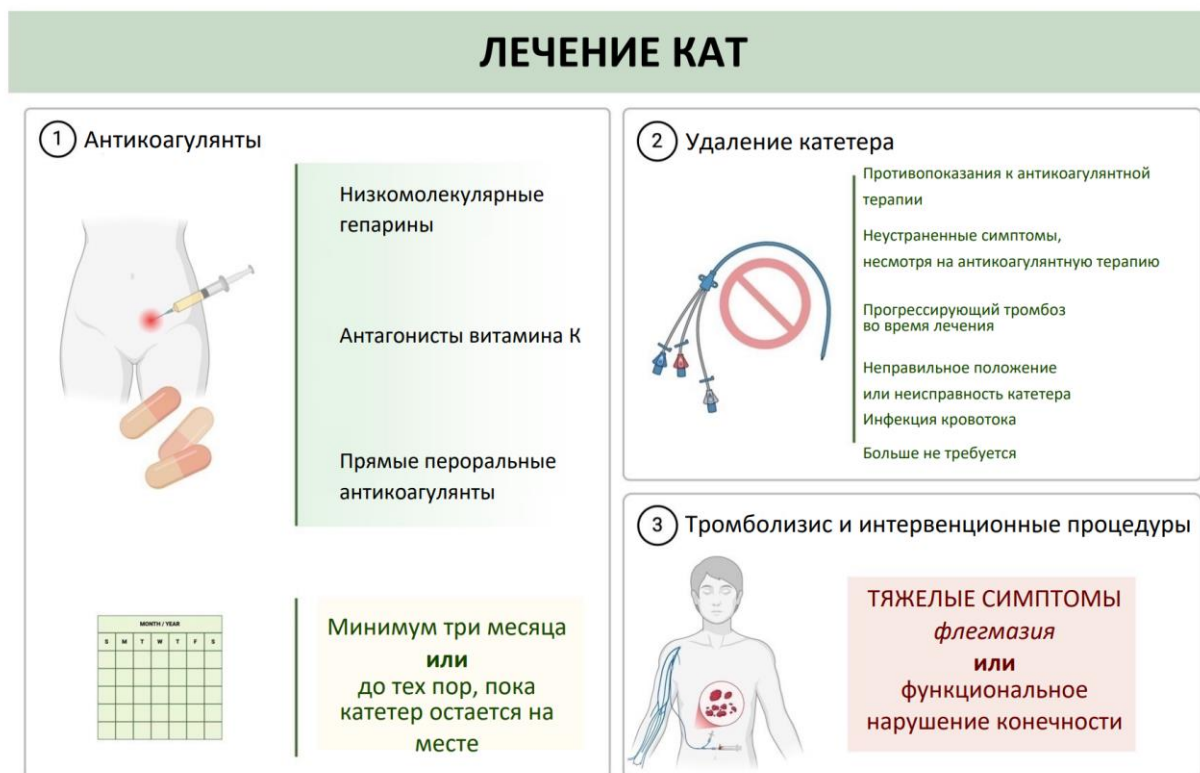 ЛЕЧЕНИЕ КАТ
1 Антикоагулянты
Низкомолекулярные
гепарины
Антагонисты витамина К
Прямые пероральные
антикоагулянты
MONTH / YEAR
S M T W T F S
Минимум три месяца
или
до тех пор, пока
катетер остается на
месте
2 Удаление катетера
Противопоказания к антикоагулянтной
терапии
Неустраненные симптомы,
несмотря на антикоагулянтную терапию
Прогрессирующий тромбоз
во время лечения
Неправильное положение
или неисправность катетера
Инфекция кровотока
Больше не требуется
3 Тромболизис и интервенционные процедуры
ТЯЖЕЛЫЕ СИМПТОМЫ
флегмазия
или
функциональное
нарушение конечности